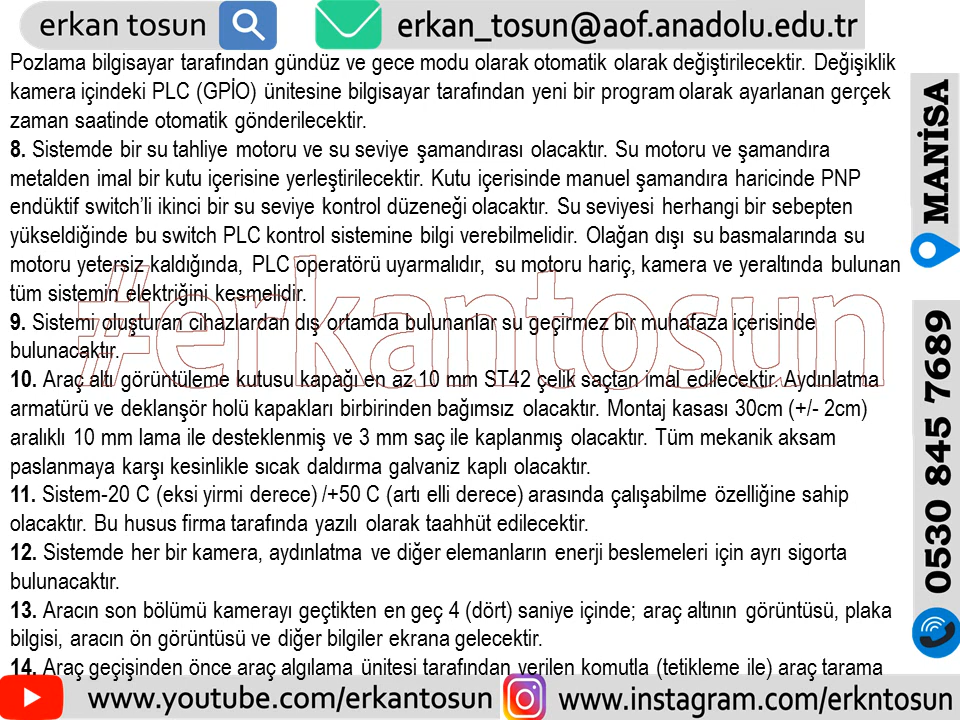 erkan tosun
erkan_tosun@aof.anadolu.edu.tr
Pozlama bilgisayar tarafından gündüz ve gece modu olarak otomatik olarak değiştirilecektir. Değişiklik
kamera içindeki PLC (GPİO) ünitesine bilgisayar tarafından yeni bir program olarak ayarlanan gerçek
zaman saatinde otomatik gönderilecektir.
8. Sistemde bir su tahliye motoru ve su seviye şamandırası olacaktır. Su motoru ve şamandıra
metalden imal bir kutu içerisine yerleştirilecektir. Kutu içerisinde manuel şamandıra haricinde PNP
endüktif switch'li ikinci bir su seviye kontrol düzeneği olacaktır. Su seviyesi herhangi bir sebepten
yükseldiğinde bu switch PLC kontrol sistemine bilgi verebilmelidir. Olağan dışı su basmalarında su
motoru yetersiz kaldığında, PLC operatörü uyarmalıdır, su motoru hariç, kamera ve yeraltında bulunan
tüm sistemin elektriğini kesmelidir.
9. Sistemi oluşturan cihazlardan dış ortamda bulunanlar su geçirmez bir muhafaza içerisinde
bulunacaktır.
10. Araç altı görüntüleme kutusu kapağı en az 10 mm ST42 çelik saçtan imal edilecektir. Aydınlatma
armatürü ve deklanşör holü kapakları birbirinden bağımsız olacaktır. Montaj kasası 30cm (+/- 2cm)
aralıklı 10 mm lama ile desteklenmiş ve 3 mm saç ile kaplanmış olacaktır. Tüm mekanik aksam
paslanmaya karşı kesinlikle sıcak daldırma galvaniz kaplı olacaktır.
11. Sistem-20 C (eksi yirmi derece) /+50 C (artı elli derece) arasında çalışabilme özelliğine sahip
olacaktır. Bu husus firma tarafında yazılı olarak taahhüt edilecektir.
12. Sistemde her bir kamera, aydınlatma ve diğer elemanların enerji beslemeleri için ayrı sigorta
bulunacaktır.
13. Aracın son bölümü kamerayı geçtikten en geç 4 (dört) saniye içinde; araç altının görüntüsü, plaka
bilgisi, aracın ön görüntüsü ve diğer bilgiler ekrana gelecektir.
14. Araç geçişinden önce araç algılama ünitesi tarafından verilen komutla (tetikleme ile) araç tarama
#erkantosun
MANİSA
0530 845 7689
www.youtube.com/erkantosun
www.instagram.com/erkntosun